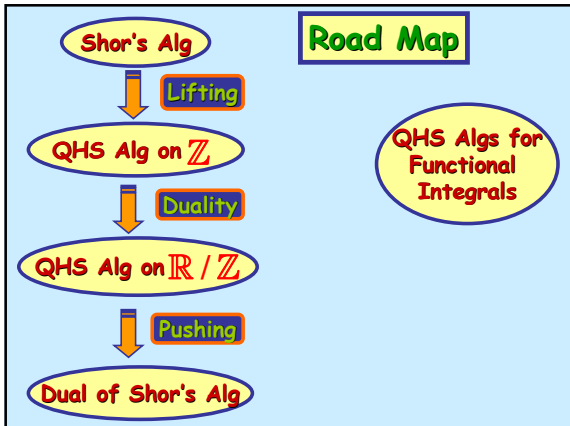 Shor's Alg
Road Map
Lifting
QHS Alg on ℤ
QHS Algs for
Functional
Integrals
Duality
QHS Alg on ℝ / ℤ
Pushing
Dual of Shor's Alg